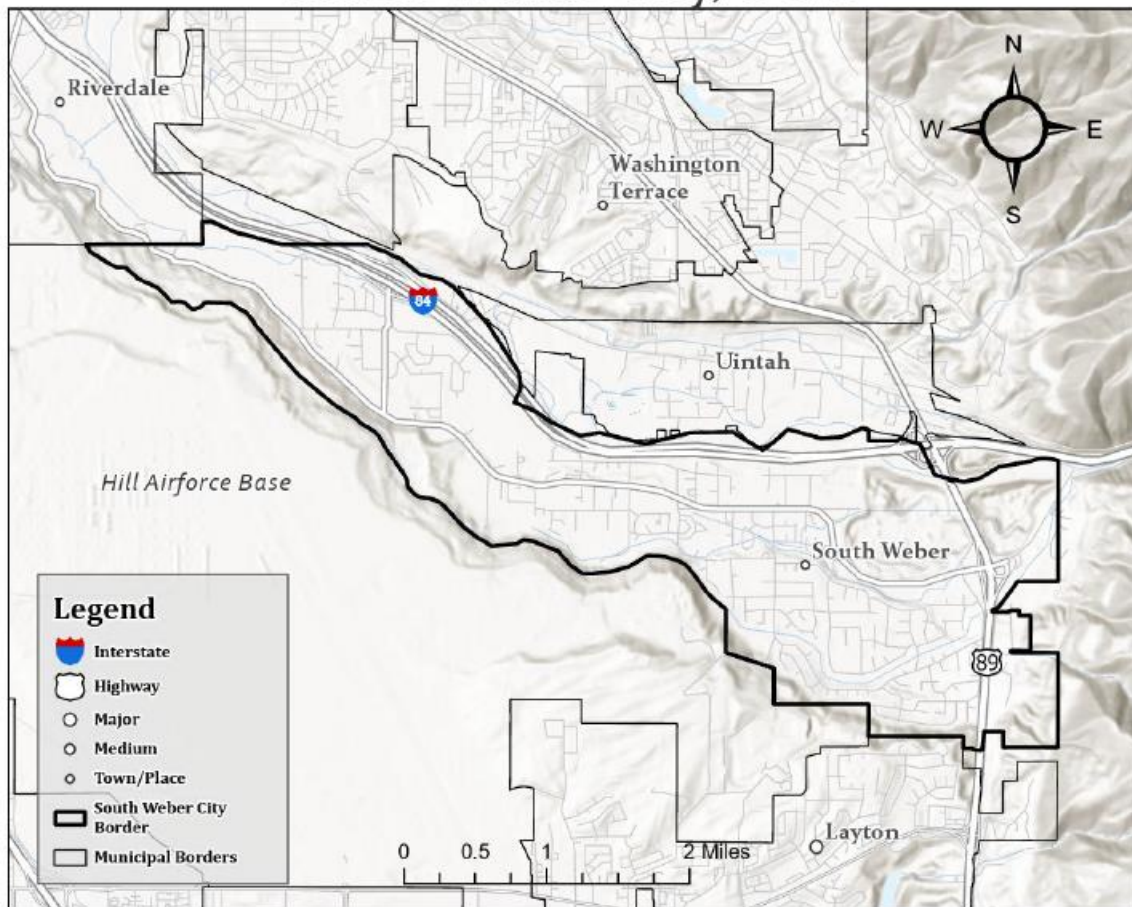 Riverdale
N
W
E
S
Washington
Terrace
84
Uintah
Hill Airforce Base
South Weber
89
Legend
Interstate
Highway
Major
Medium
Town/Place
South Weber City
Border
Municipal Borders
0 0.5 1 2 Miles
Layton